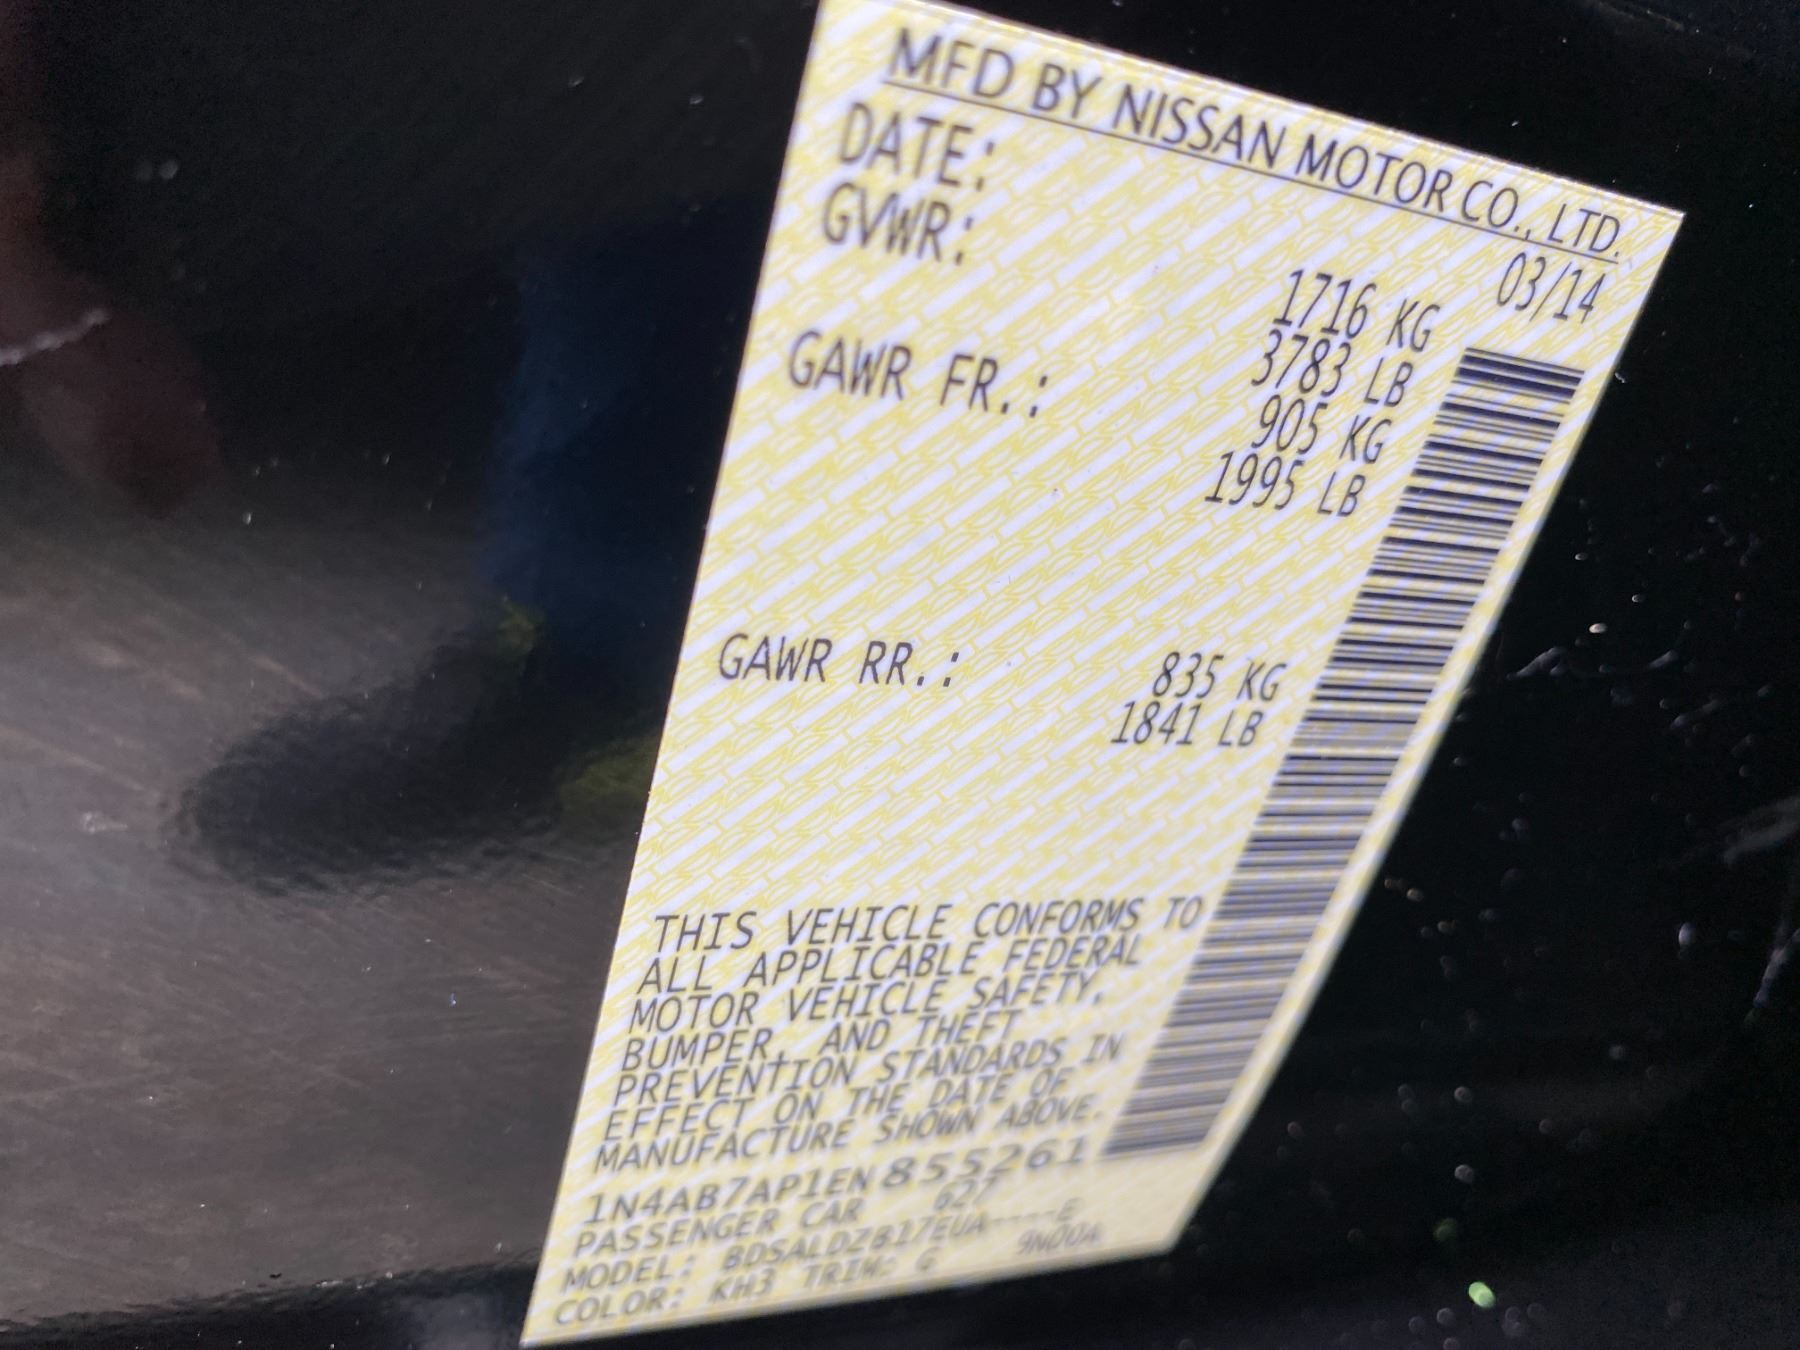 MFD BY NISSAN MOTOR CO., LTD.
DATE: 03/14
GVWR: 1716 KG
3783 LB
GAWR FR.: 905 KG
1995 LB
GAWR RR.: 835 KG
1841 LB
THIS VEHICLE CONFORMS TO
ALL APPLICABLE FEDERAL
MOTOR VEHICLE SAFETY,
BUMPER, AND THEFT
PREVENTION STANDARDS IN
EFFECT ON THE DATE OF
MANUFACTURE SHOWN ABOVE.
1N4AB7AP1EN855261
PASSENGER CAR 627
MODEL: BDSALDZB17EUA----E
COLOR: KH3 TRIM: G 9N00A